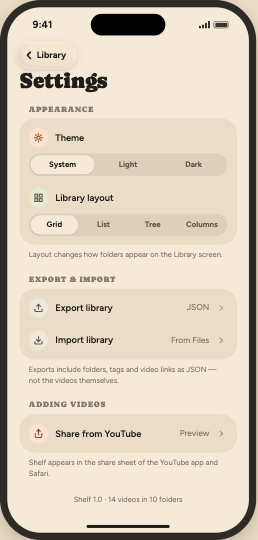 9:41
Library
Settings
APPEARANCE
Theme
System Light Dark
Library layout
Grid List Tree Columns
Layout changes how folders appear on the Library screen.
EXPORT & IMPORT
Export library JSON
Import library From Files
Exports include folders, tags and video links as JSON —
not the videos themselves.
ADDING VIDEOS
Share from YouTube Preview
Shelf appears in the share sheet of the YouTube app and
Safari.
Shelf 1.0 · 14 videos in 10 folders